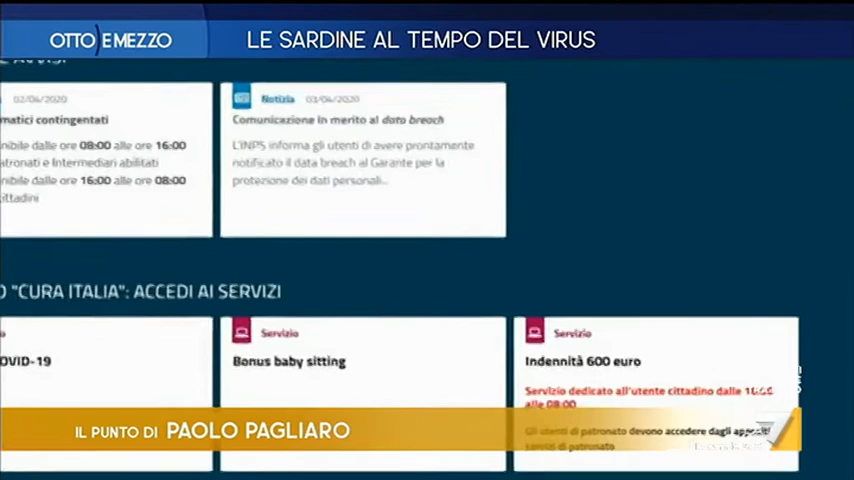 OTTO E MEZZO
LE SARDINE AL TEMPO DEL VIRUS
02/04/2020
Notizia 03/04/2020
matici contingentati
Comunicazione in merito al data breach
nibile dalle ore 08:00 alle ore 16:00
atronati e Intermediari abilitati
nibile dalle ore 16:00 alle ore 08:00
ittadini
L'INPS informa gli utenti di avere prontamente
notificato il data breach al Garante per la
protezione dei dati personali...
O "CURA ITALIA": ACCEDI AI SERVIZI
OVID-19
Servizio
Bonus baby sitting
Servizio
Indennità 600 euro
Servizio dedicato all'utente cittadino dalle 16:00
alle 08:00
Gli utenti di patronato devono accedere dagli appositi
servizi di patronato
IL PUNTO DI PAOLO PAGLIARO